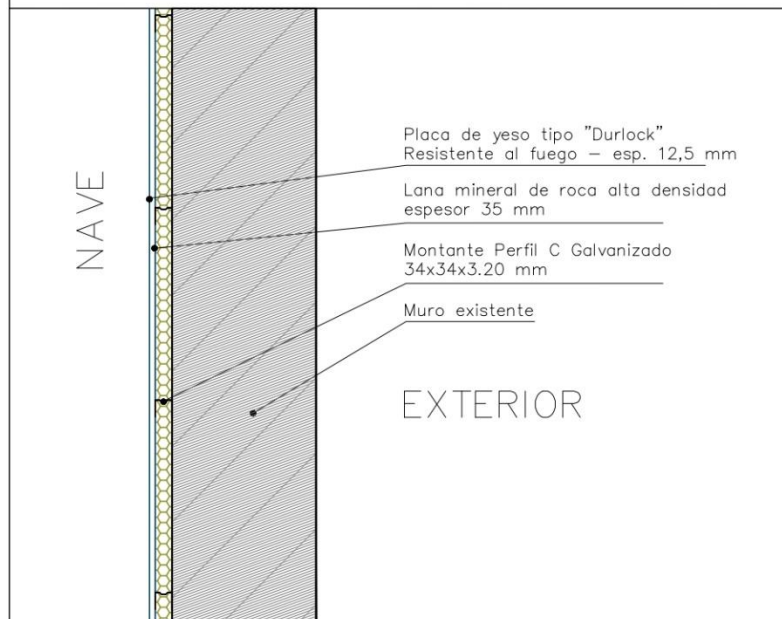 Placa de yeso tipo "Durlock"
Resistente al fuego – esp. 12,5 mm
Lana mineral de roca alta densidad
espesor 35 mm
Montante Perfil C Galvanizado
34x34x3.20 mm
Muro existente
NAVE
EXTERIOR